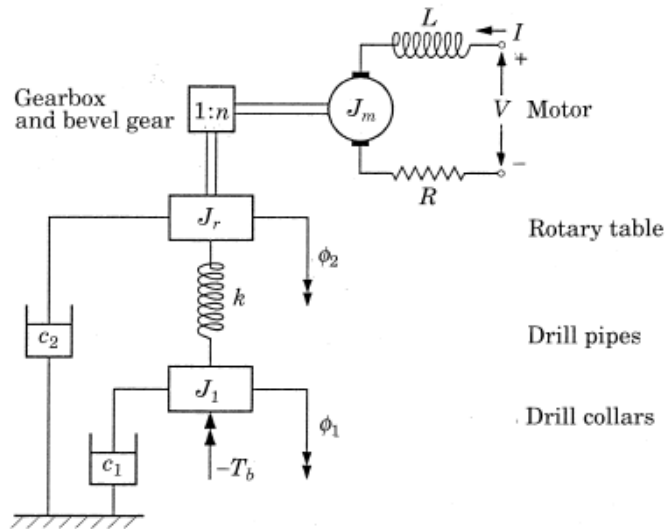 L
I
+
Gearbox
and bevel gear
1:n
J_m
V
Motor
−
R
J_r
Rotary table
ϕ_2
k
c_2
Drill pipes
J_1
Drill collars
ϕ_1
c_1
−T_b